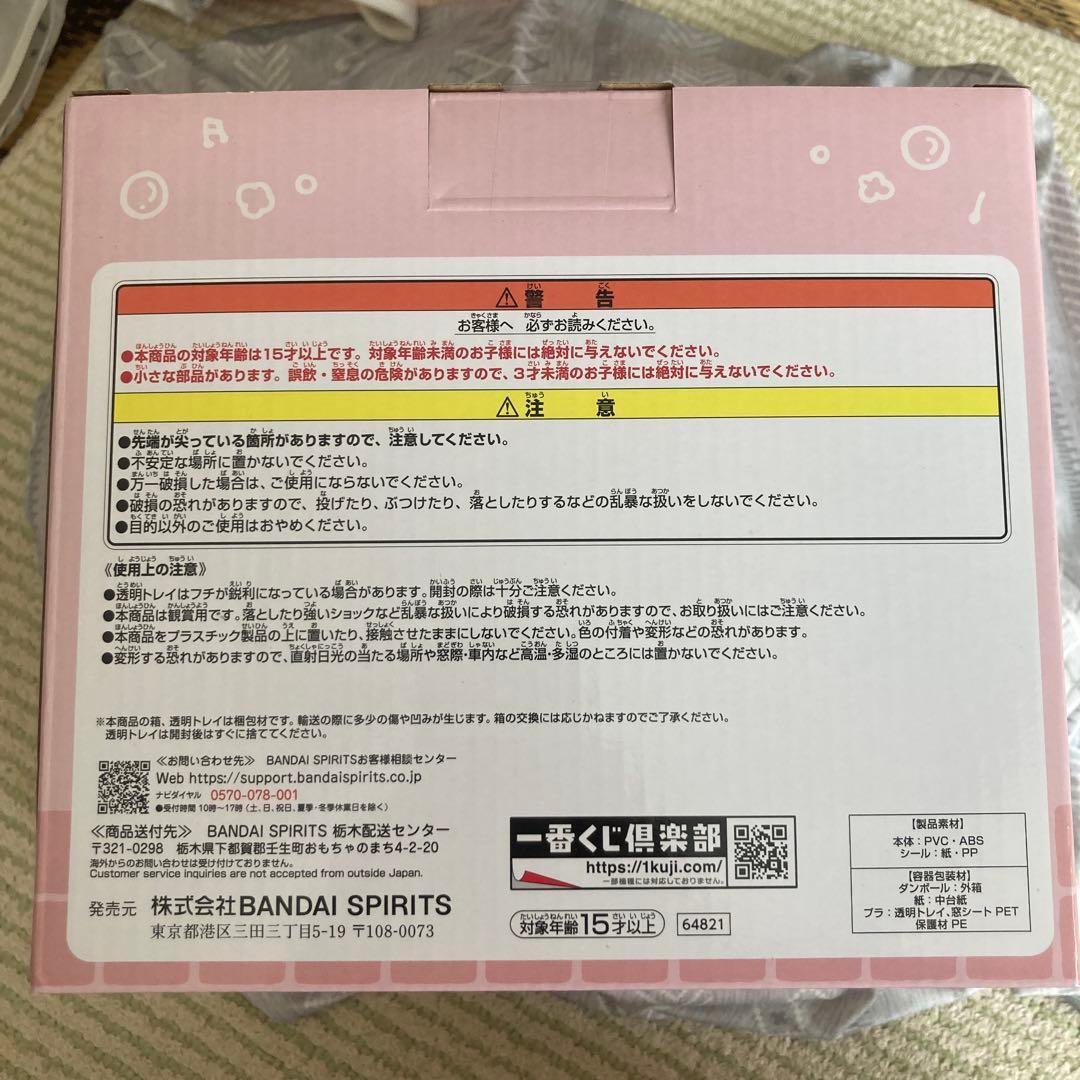 警告
お客様へ 必ずお読みください。
●本商品の対象年齢は15才以上です。対象年齢未満のお子様には絶対に与えないでください。
●小さな部品があります。誤飲・窒息の危険がありますので、3才未満のお子様には絶対に与えないでください。
注意
●先端が尖っている箇所がありますので、注意してください。
●不安定な場所に置かないでください。
●万一破損した場合は、ご使用にならないでください。
●破損の恐れがありますので、投げたり、ぶつけたり、落としたりするなどの乱暴な扱いをしないでください。
●目的以外のご使用はおやめください。
《使用上の注意》
●透明トレイはフチが鋭利になっている場合があります。開封の際は十分ご注意ください。
●本商品は観賞用です。落としたり強いショックなど乱暴な扱いにより破損する恐れがありますので、お取り扱いにはご注意ください。
●本商品をプラスチック製品の上に置いたり、接触させたままにしないでください。色の付着や変形などの恐れがあります。
●変形する恐れがありますので、直射日光の当たる場所や窓際・車内など高温・多湿のところには置かないでください。
※本商品の箱、透明トレイは梱包材です。輸送の際に多少の傷や凹みが生じます。箱の交換には応じかねますのでご了承ください。
透明トレイは開封後はすぐに捨ててください。
≪お問い合わせ先≫ BANDAI SPIRITSお客様相談センター
Web https://support.bandaispirits.co.jp
ナビダイヤル 0570-078-001
●受付時間 10時～17時(土、日、祝日、夏季・冬季休業日を除く)
≪商品送付先≫ BANDAI SPIRITS 栃木配送センター
〒321-0298 栃木県下都賀郡壬生町おもちゃのまち4-2-20
海外からのお問い合わせは受け付けておりません。
Customer service inquiries are not accepted from outside Japan.
発売元 株式会社BANDAI SPIRITS
東京都港区三田三丁目5-19 〒108-0073
一番くじ倶楽部
https://1kuji.com/
一部機種には対応しておりません。
対象年齢15才以上
64821
【製品素材】
本体：PVC・ABS
シール：紙・PP
【容器包装材】
ダンボール：外箱
紙：中台紙
プラ：透明トレイ、窓シート PET
保護材 PE